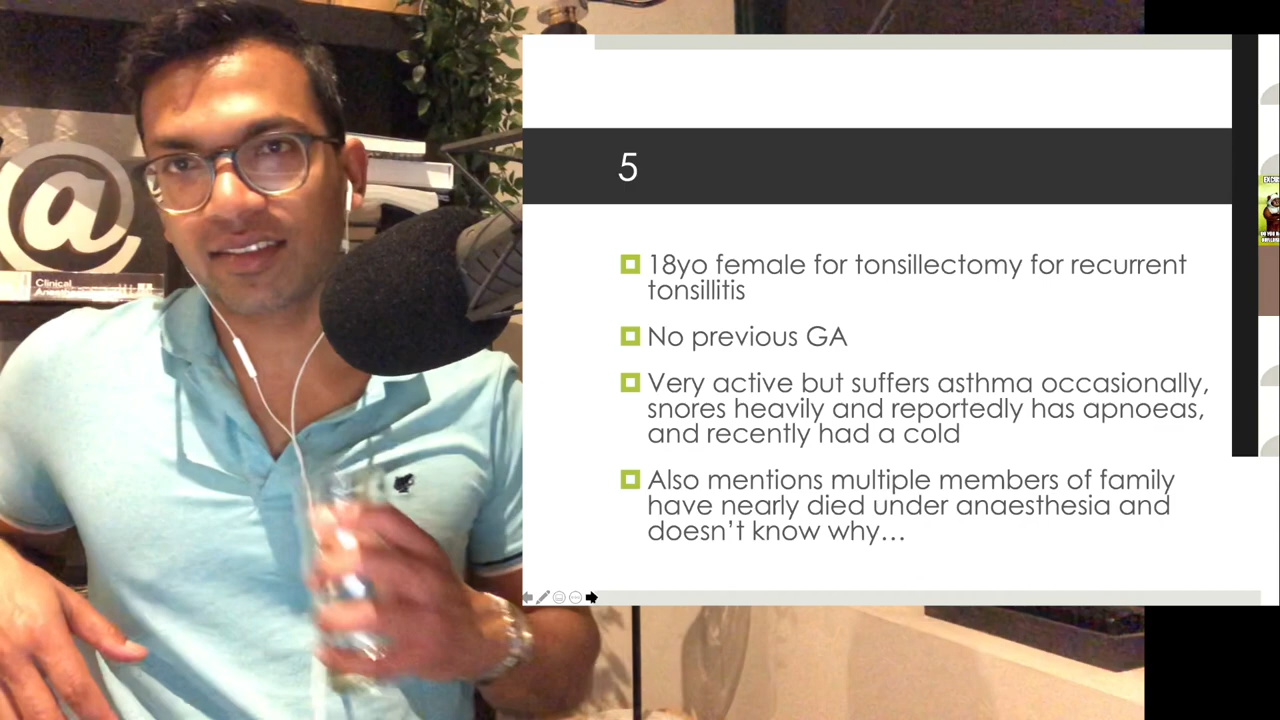 @
Clinical
5
18yo female for tonsillectomy for recurrent
tonsillitis
No previous GA
Very active but suffers asthma occasionally,
snores heavily and reportedly has apnoeas,
and recently had a cold
Also mentions multiple members of family
have nearly died under anaesthesia and
doesn't know why…